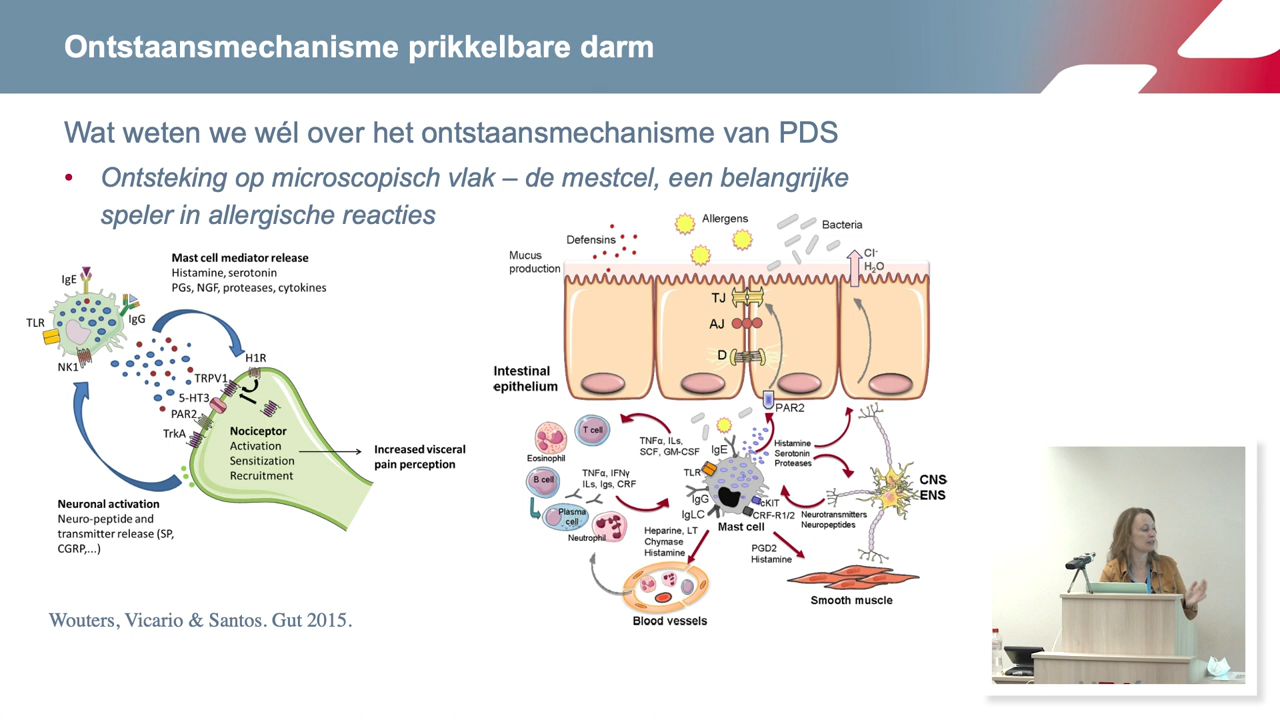 Ontstaansmechanisme prikkelbare darm
Wat weten we wél over het ontstaansmechanisme van PDS
• Ontsteking op microscopisch vlak – de mestcel, een belangrijke
speler in allergische reacties
Mast cell mediator release
Histamine, serotonin
PGs, NGF, proteases, cytokines
IgE
IgG
TLR
NK1
H1R
TRPV1
5-HT3
PAR2
TrkA
Nociceptor
Activation
Sensitization
Recruitment
Increased visceral
pain perception
Neuronal activation
Neuro-peptide and
transmitter release (SP,
CGRP,...)
Wouters, Vicario & Santos. Gut 2015.
Allergens
Bacteria
Defensins
Mucus
production
Cl-
H2O
TJ
AJ
D
Intestinal
epithelium
PAR2
T cell
Eosinophil
TNFα, ILs,
SCF, GM-CSF
IgE
Histamine
Serotonin
Proteases
B cell
TNFα, IFNγ
ILs, Igs, CRF
TLR
IgG
IgLC
cKIT
CRF-R1/2
Mast cell
CNS
ENS
Plasma
cell
Neutrophil
Neurotransmitters
Neuropeptides
Heparine, LT
Chymase
Histamine
PGD2
Histamine
Smooth muscle
Blood vessels